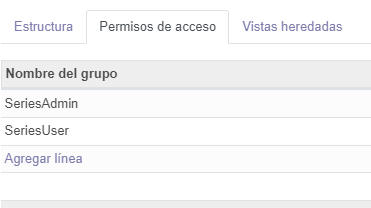 Estructura Permisos de acceso Vistas heredadas
Nombre del grupo
SeriesAdmin
SeriesUser
Agregar línea